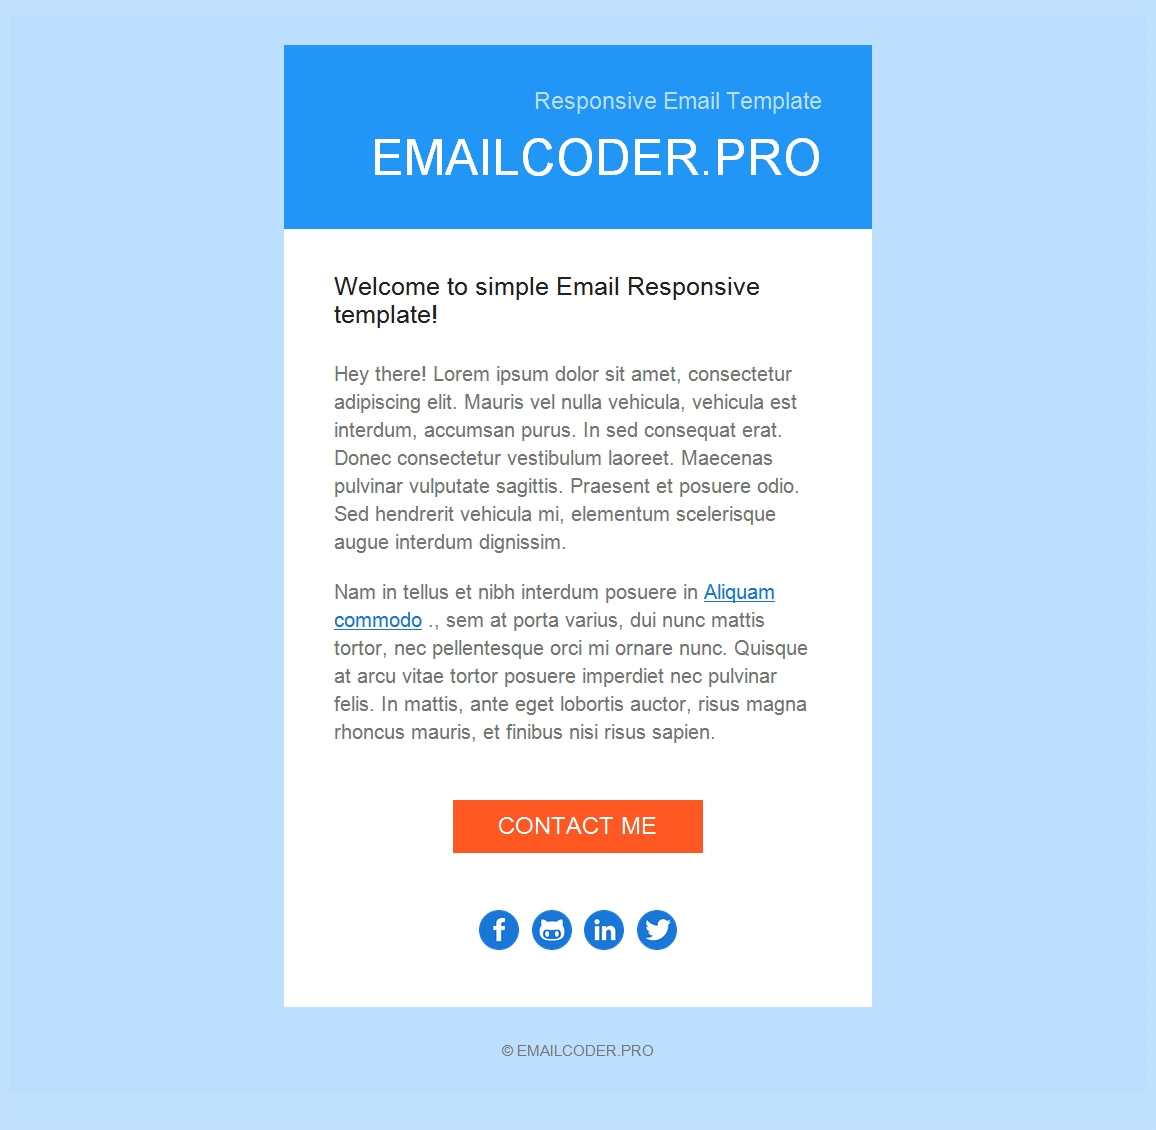 Responsive Email Template
EMAILCODER.PRO
Welcome to simple Email Responsive
template!
Hey there! Lorem ipsum dolor sit amet, consectetur
adipiscing elit. Mauris vel nulla vehicula, vehicula est
interdum, accumsan purus. In sed consequat erat.
Donec consectetur vestibulum laoreet. Maecenas
pulvinar vulputate sagittis. Praesent et posuere odio.
Sed hendrerit vehicula mi, elementum scelerisque
augue interdum dignissim.
Nam in tellus et nibh interdum posuere in Aliquam
commodo ., sem at porta varius, dui nunc mattis
tortor, nec pellentesque orci mi ornare nunc. Quisque
at arcu vitae tortor posuere imperdiet nec pulvinar
felis. In mattis, ante eget lobortis auctor, risus magna
rhoncus mauris, et finibus nisi risus sapien.
CONTACT ME
f in
© EMAILCODER.PRO